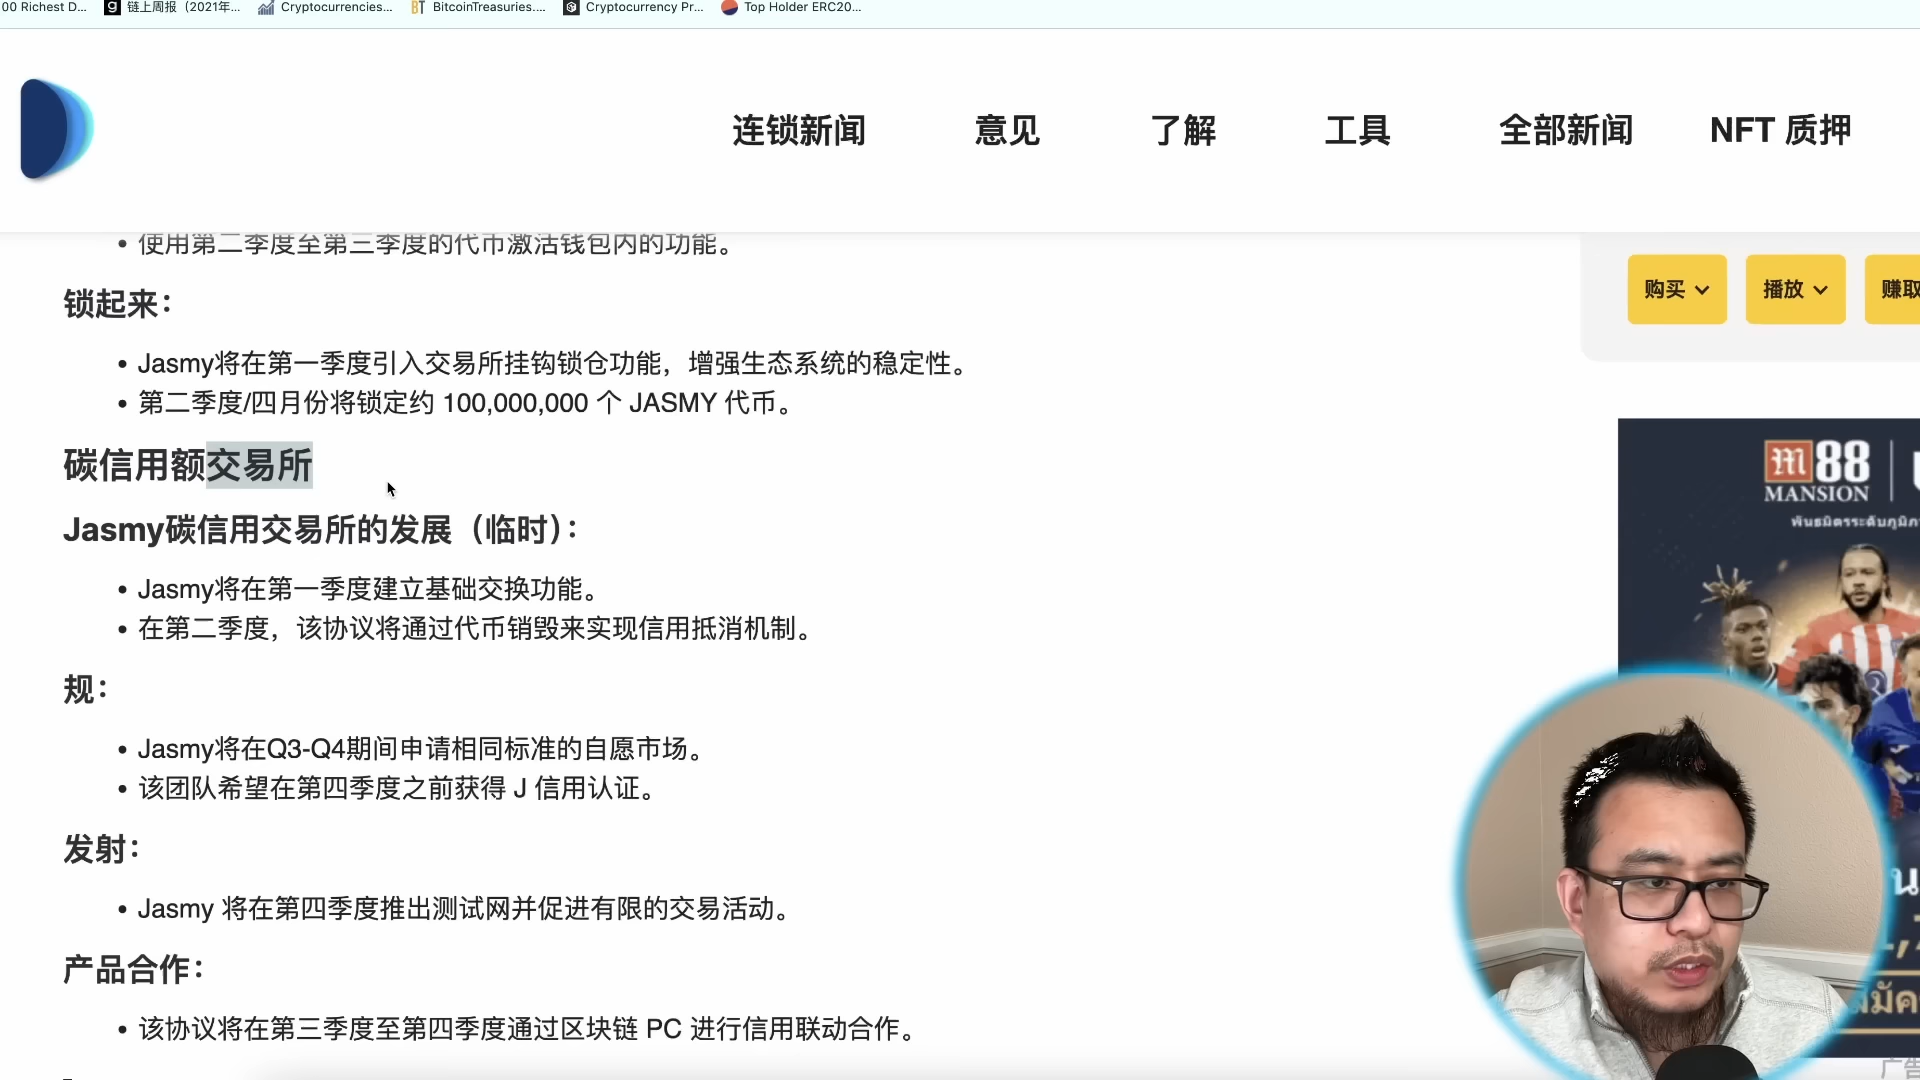 00 Richest D... 链上周报（2021年... Cryptocurrencies... BitcoinTreasuries.... Cryptocurrency Pr... Top Holder ERC20...
连锁新闻 意见 了解 工具 全部新闻 NFT 质押
使用第二季度至第三季度的代币激活钱包内的功能。
购买 播放 赚取
锁起来：
Jasmy将在第一季度引入交易所挂钩锁仓功能，增强生态系统的稳定性。
第二季度/四月份将锁定约 100,000,000 个 JASMY 代币。
碳信用额交易所
m88
MANSION
Jasmy碳信用交易所的发展（临时）：
Jasmy将在第一季度建立基础交换功能。
在第二季度，该协议将通过代币销毁来实现信用抵消机制。
规：
Jasmy将在Q3-Q4期间申请相同标准的自愿市场。
该团队希望在第四季度之前获得 J 信用认证。
发射：
Jasmy 将在第四季度推出测试网并促进有限的交易活动。
产品合作：
该协议将在第三季度至第四季度通过区块链 PC 进行信用联动合作。
广告